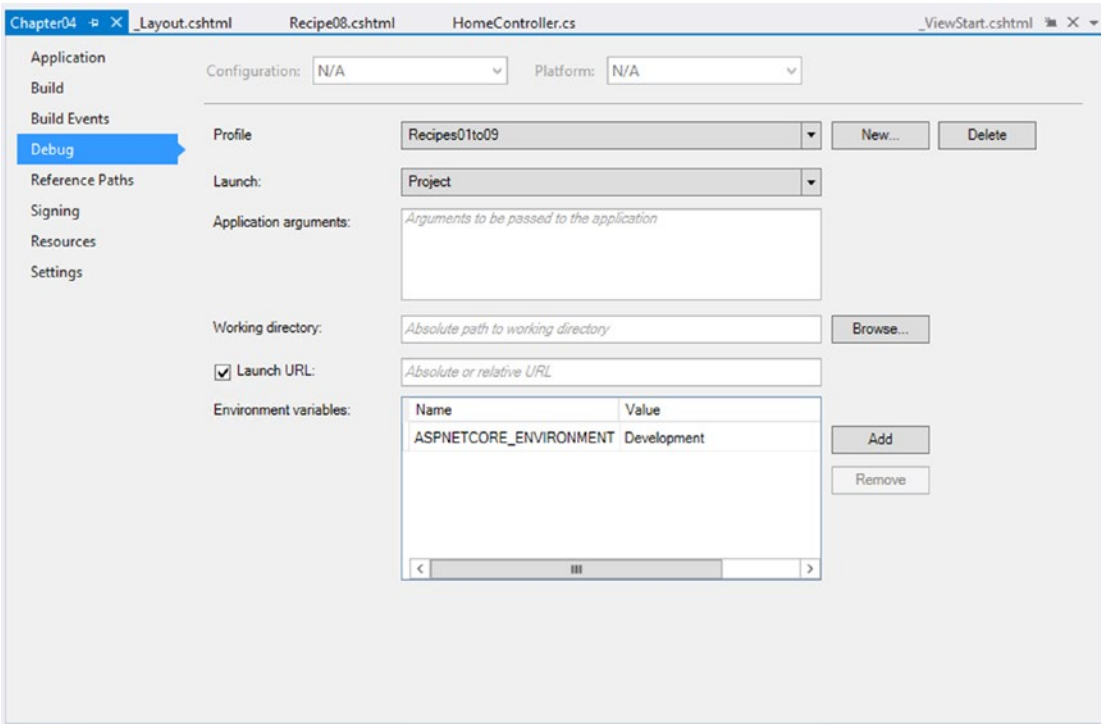 Chapter04 _Layout.cshtml Recipe08.cshtml HomeController.cs _ViewStart.cshtml
Application
Build
Build Events
Debug
Reference Paths
Signing
Resources
Settings
Configuration: N/A Platform: N/A
Profile Recipes01to09 New... Delete
Launch: Project
Application arguments: Arguments to be passed to the application
Working directory: Absolute path to working directory Browse...
Launch URL: Absolute or relative URL
Environment variables: Name Value
ASPNETCORE_ENVIRONMENT Development Add
Remove